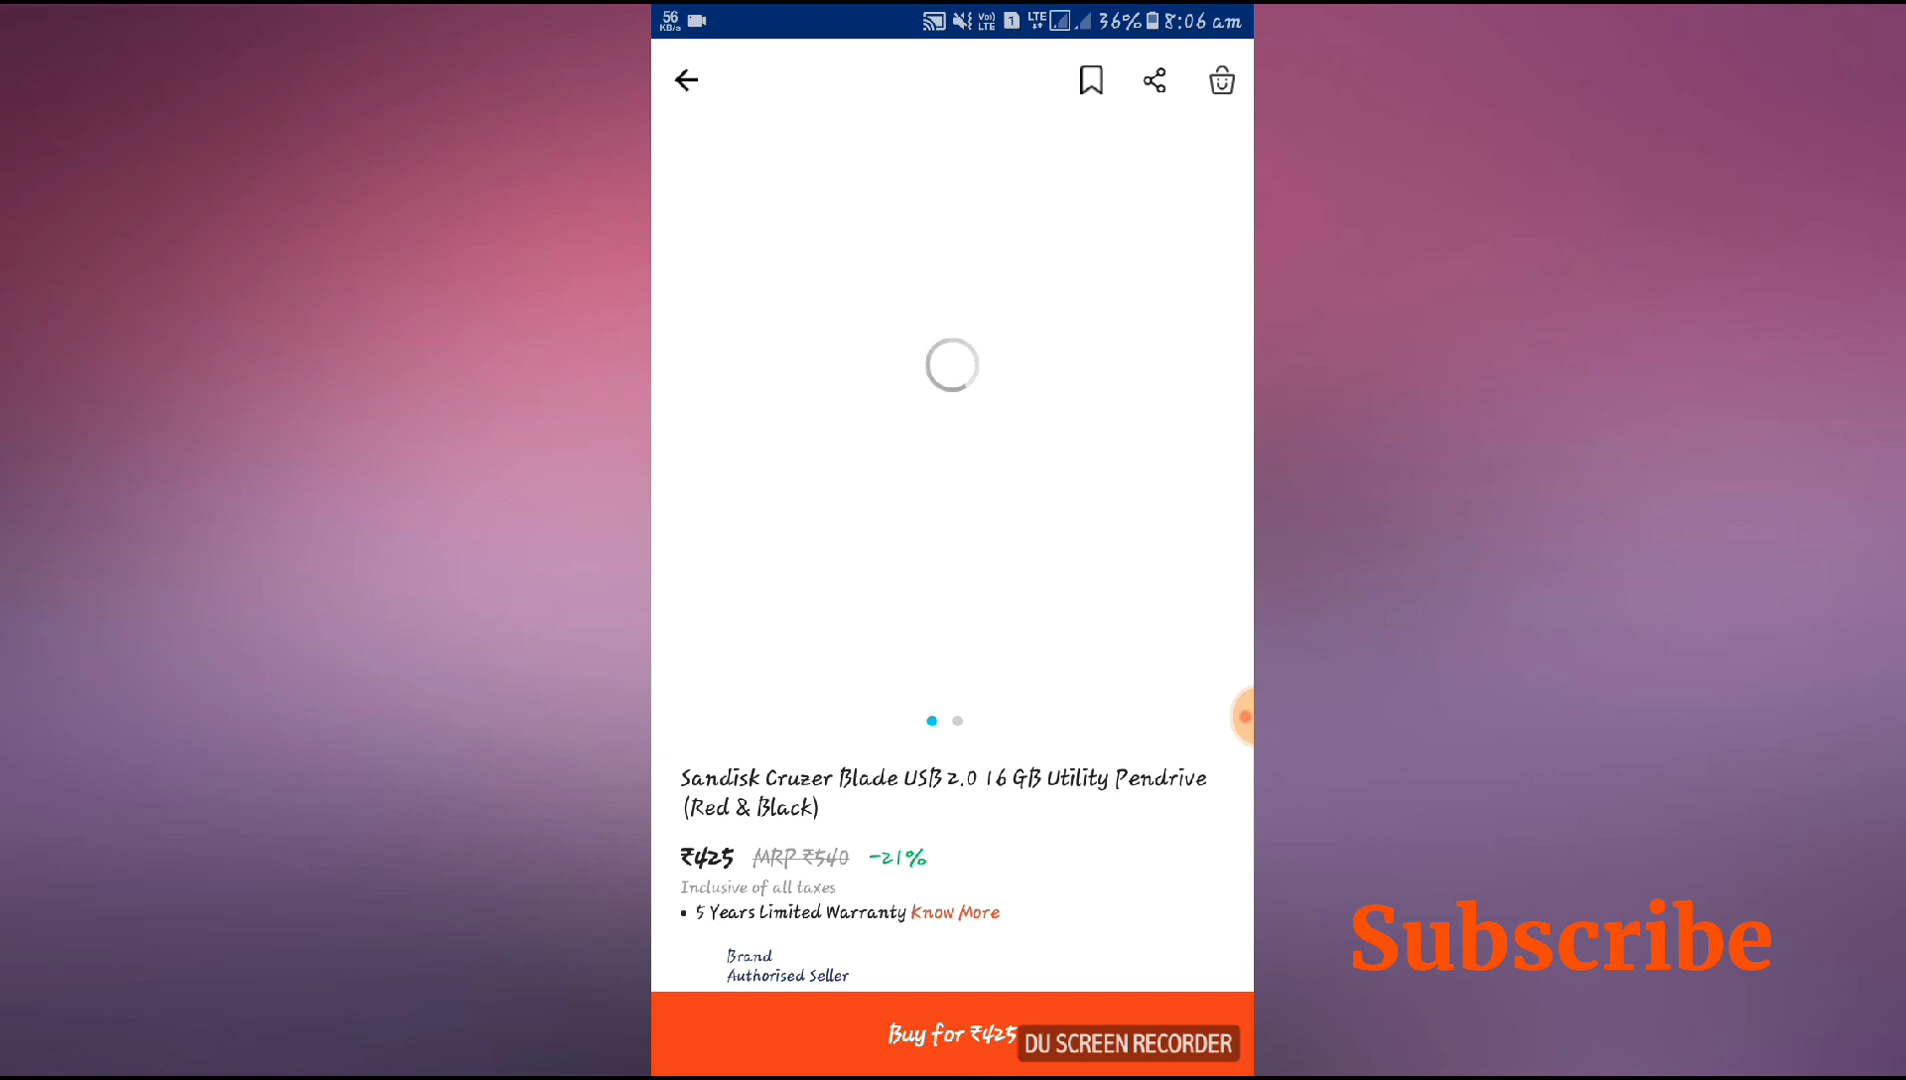 56
KB/s
Vo)
LTE
1
LTE
36%
8:06 am
Sandisk Cruzer Blade USB 2.0 16 GB Utility Pendrive
(Red & Black)
₹425 MRP ₹540 -21%
Inclusive of all taxes
• 5 Years Limited Warranty Know More
Brand
Authorised Seller
Buy for ₹425
DU SCREEN RECORDER
Subscribe